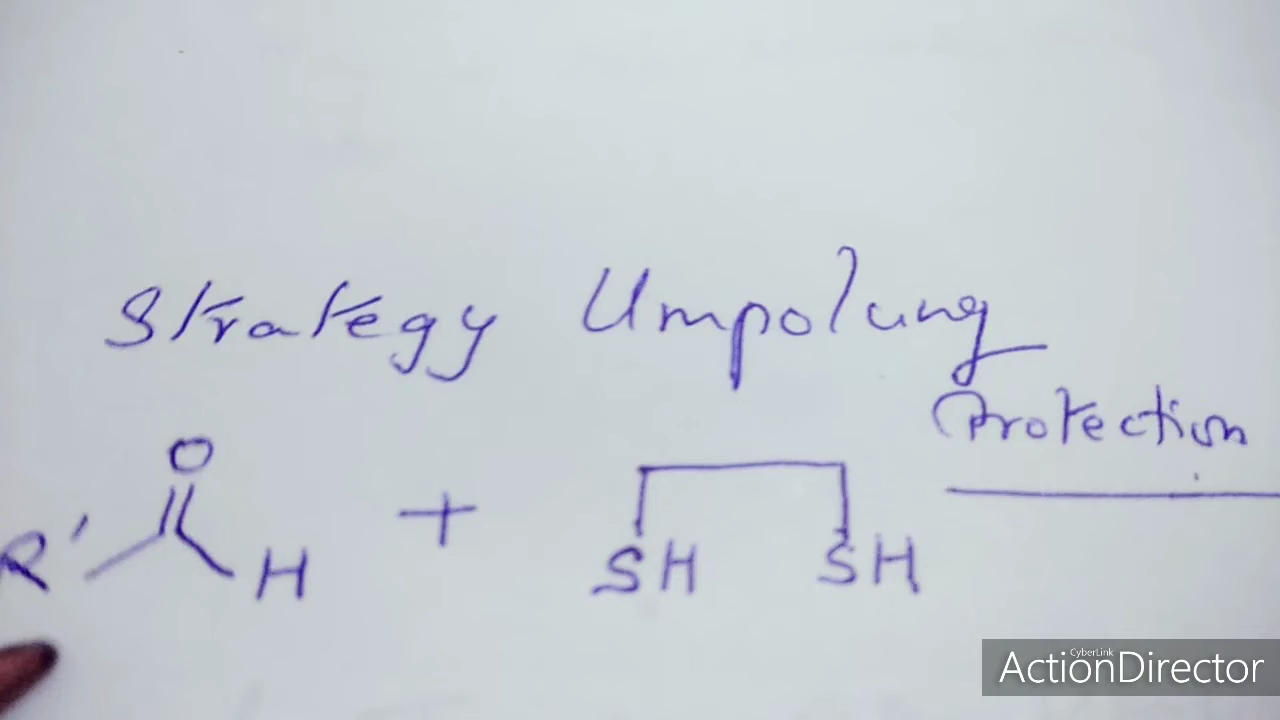 Strategy Umpolung
Protection
O
R' H + SH SH
CyberLink
ActionDirector